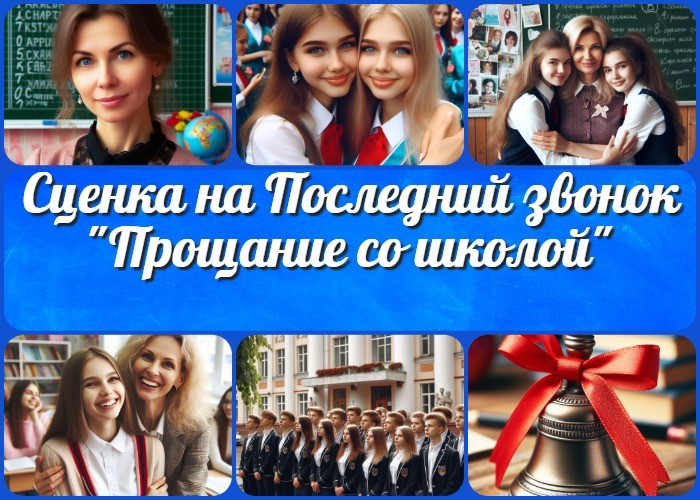 Сценка на Последний звонок
"Прощание со школой"